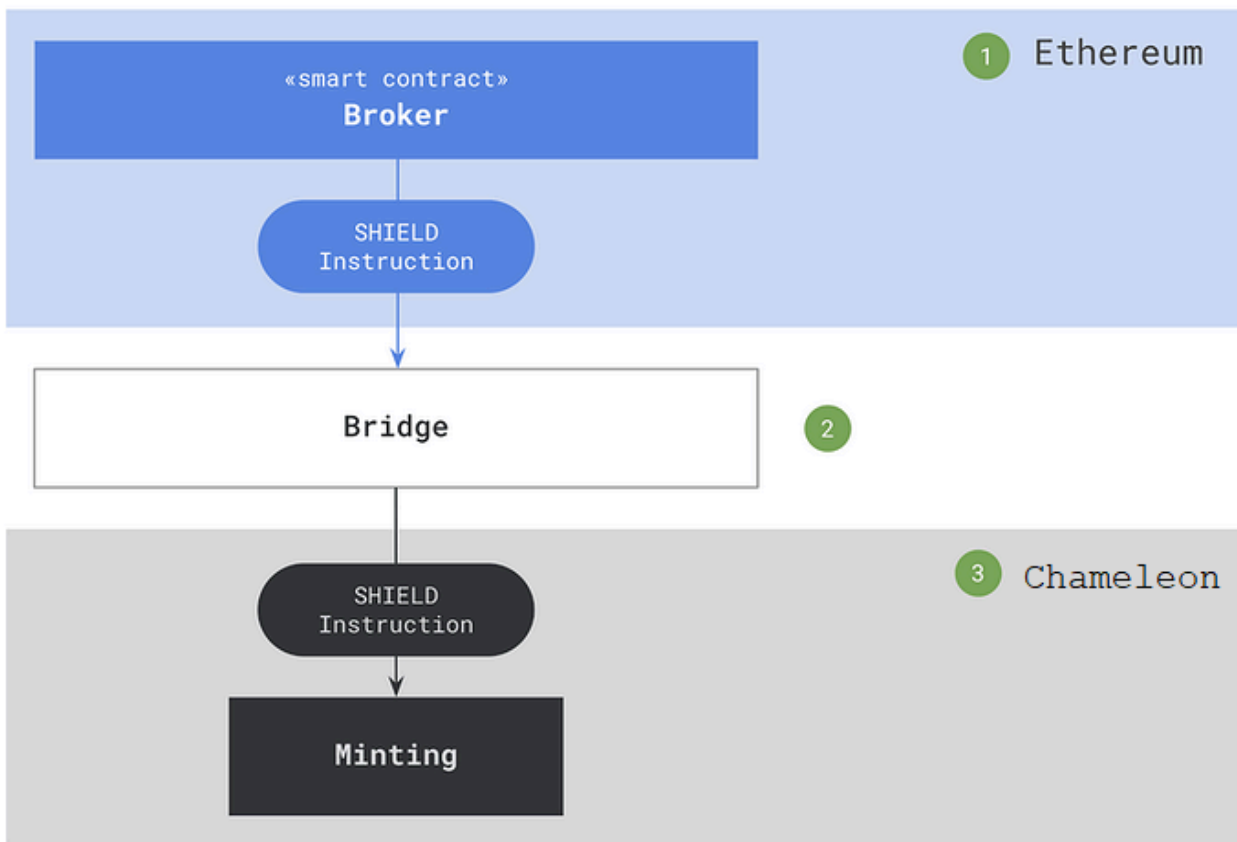 1 Ethereum
«smart contract»
Broker
SHIELD
Instruction
Bridge
2
3 Chameleon
SHIELD
Instruction
Minting